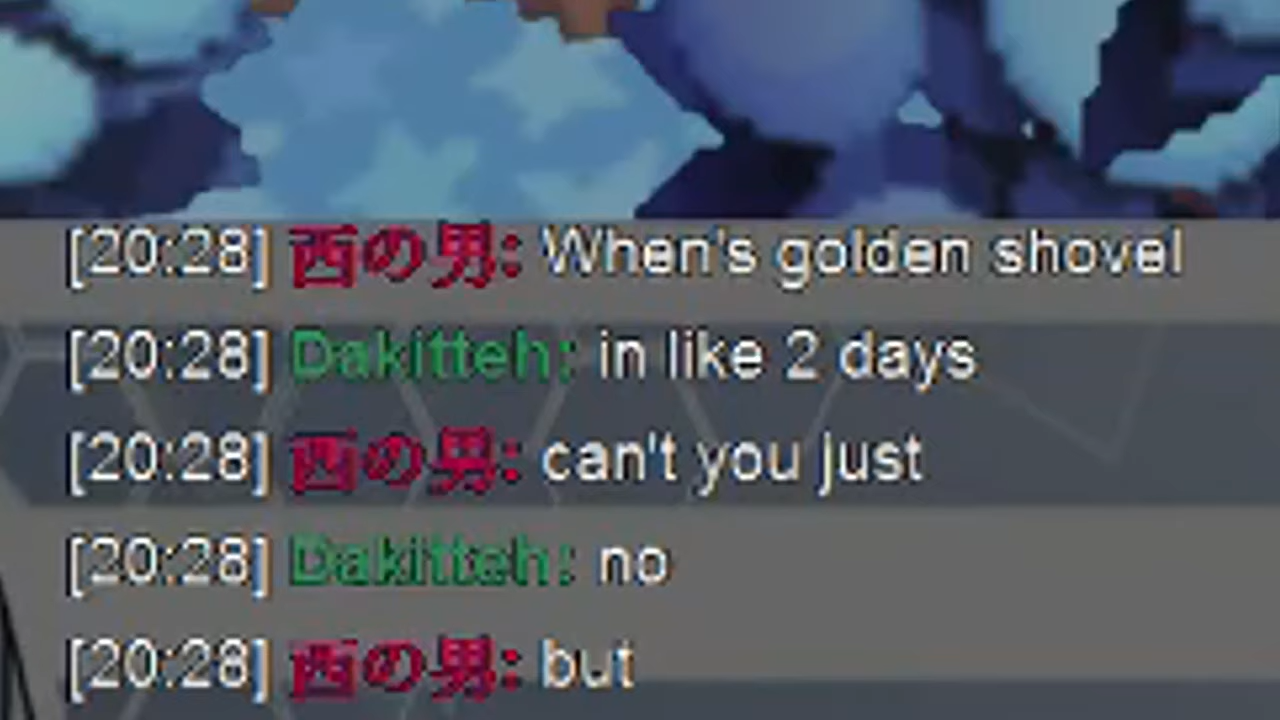 [20:28] 西の男: When's golden shovel
[20:28] Dakitteh: in like 2 days
[20:28] 西の男: can't you just
[20:28] Dakitteh: no
[20:28] 西の男: but